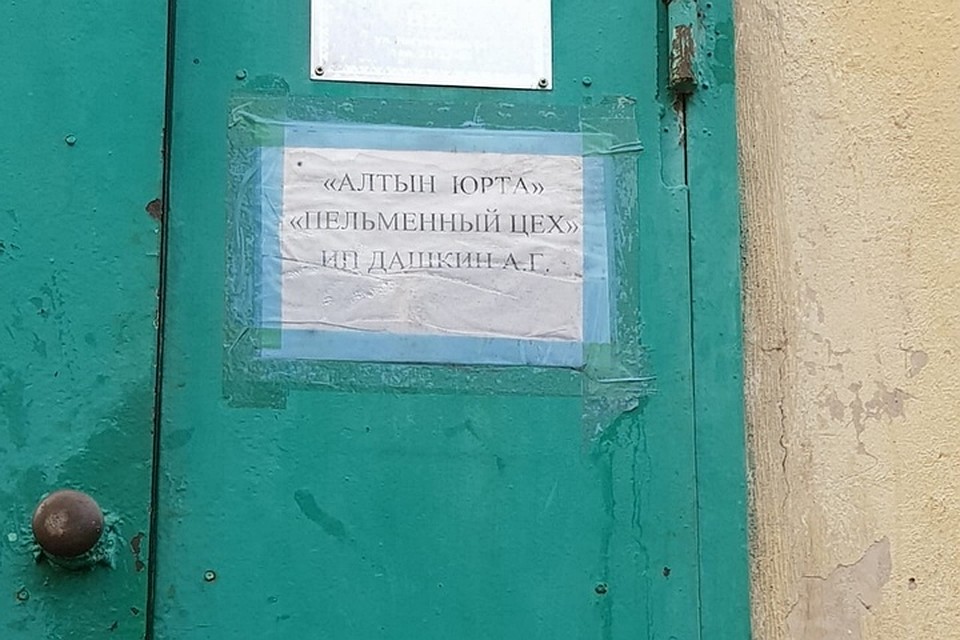 «АЛТЫН ЮРТА»
«ПЕЛЬМЕННЫЙ ЦЕХ»
ИП ДАШКИН А.Г.